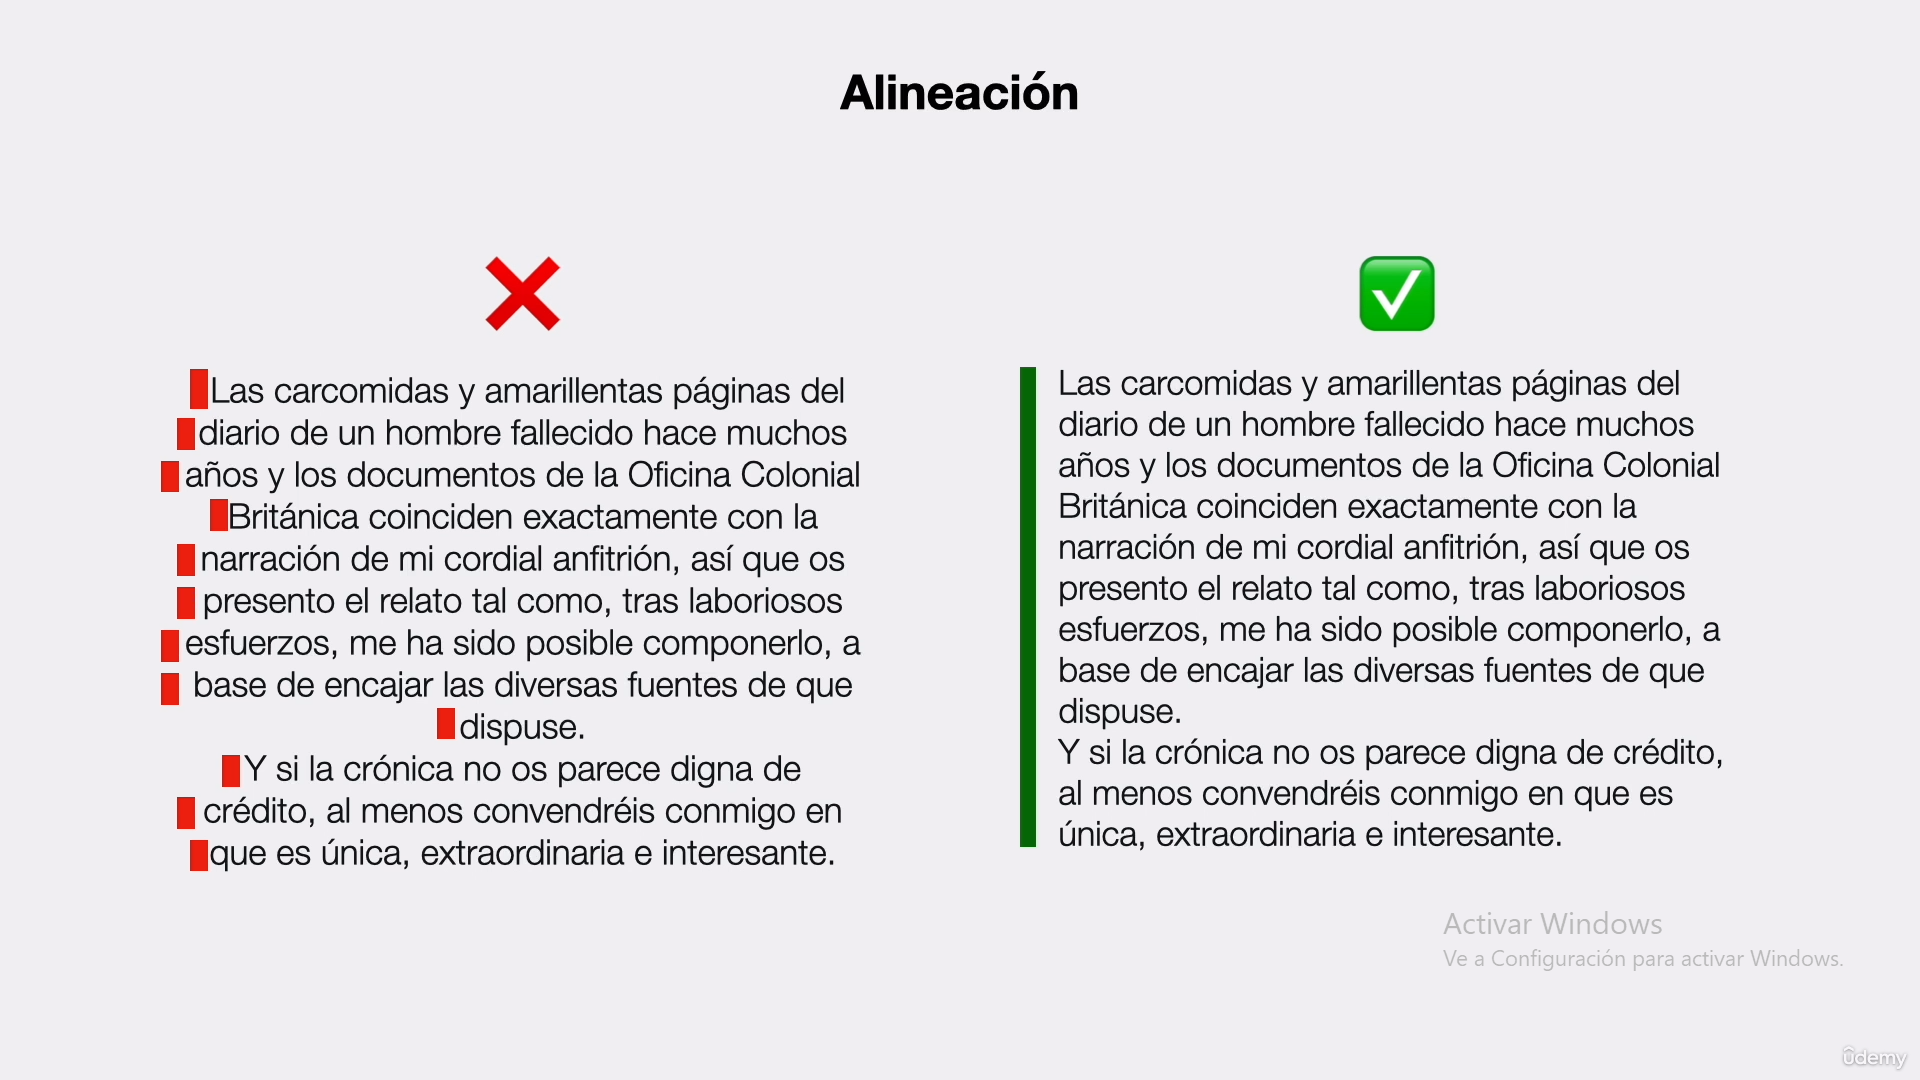 Alineación
Las carcomidas y amarillentas páginas del
diario de un hombre fallecido hace muchos
años y los documentos de la Oficina Colonial
Británica coinciden exactamente con la
narración de mi cordial anfitrión, así que os
presento el relato tal como, tras laboriosos
esfuerzos, me ha sido posible componerlo, a
base de encajar las diversas fuentes de que
dispuse.
Y si la crónica no os parece digna de
crédito, al menos convendréis conmigo en
que es única, extraordinaria e interesante.
Las carcomidas y amarillentas páginas del
diario de un hombre fallecido hace muchos
años y los documentos de la Oficina Colonial
Británica coinciden exactamente con la
narración de mi cordial anfitrión, así que os
presento el relato tal como, tras laboriosos
esfuerzos, me ha sido posible componerlo, a
base de encajar las diversas fuentes de que
dispuse.
Y si la crónica no os parece digna de crédito,
al menos convendréis conmigo en que es
única, extraordinaria e interesante.
Activar Windows
Ve a Configuración para activar Windows.
ûdemy